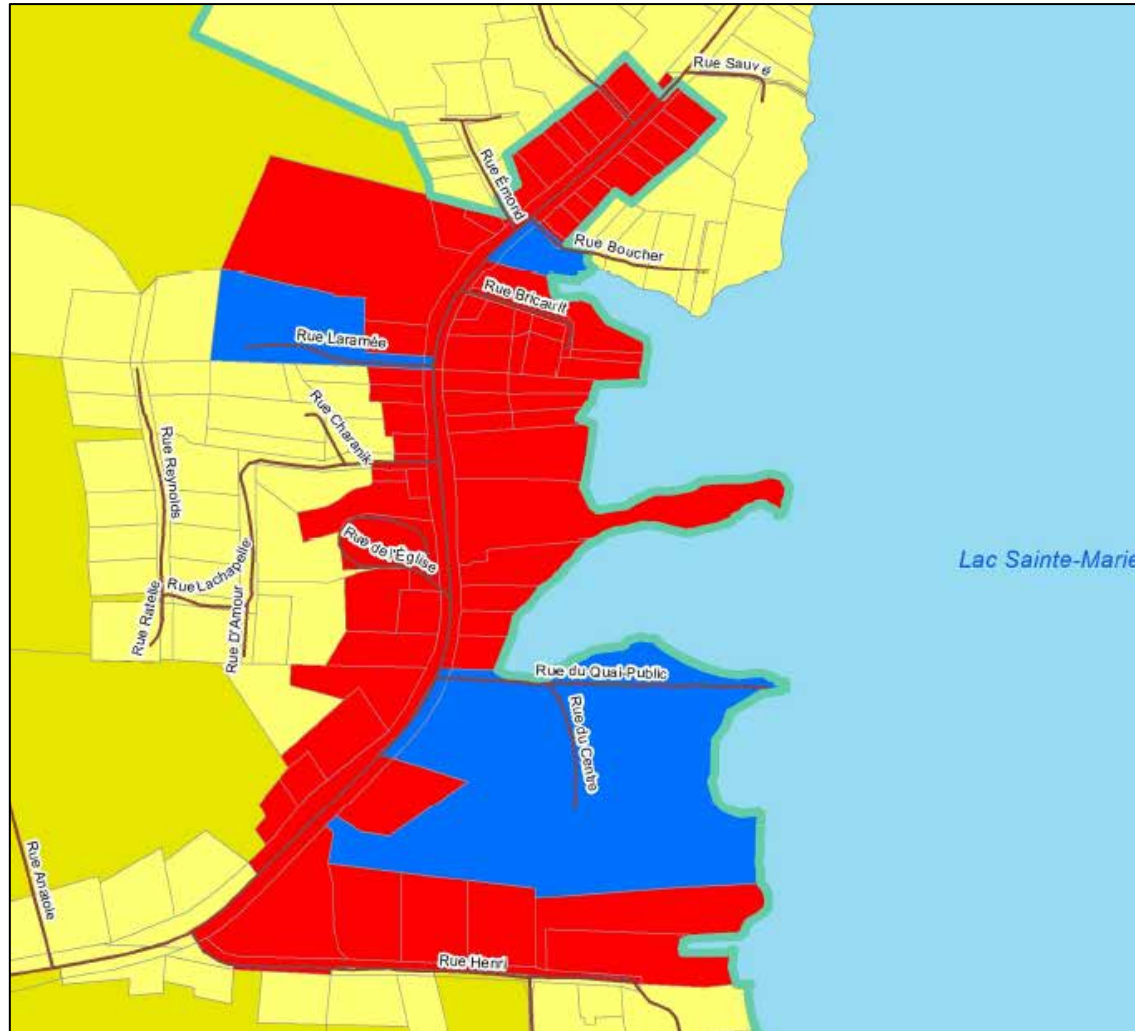 Rue Sauvé
Rue Émond
Rue Boucher
Rue Bricault
Rue Laramée
Rue Charanik
Rue Reynolds
Rue de l'Église
Lac Sainte-Marie
Rue Lachapelle
Rue Ratelle
Rue D'Amour
Rue du Quai-Public
Rue du Centre
Rue Anatole
Rue Henri